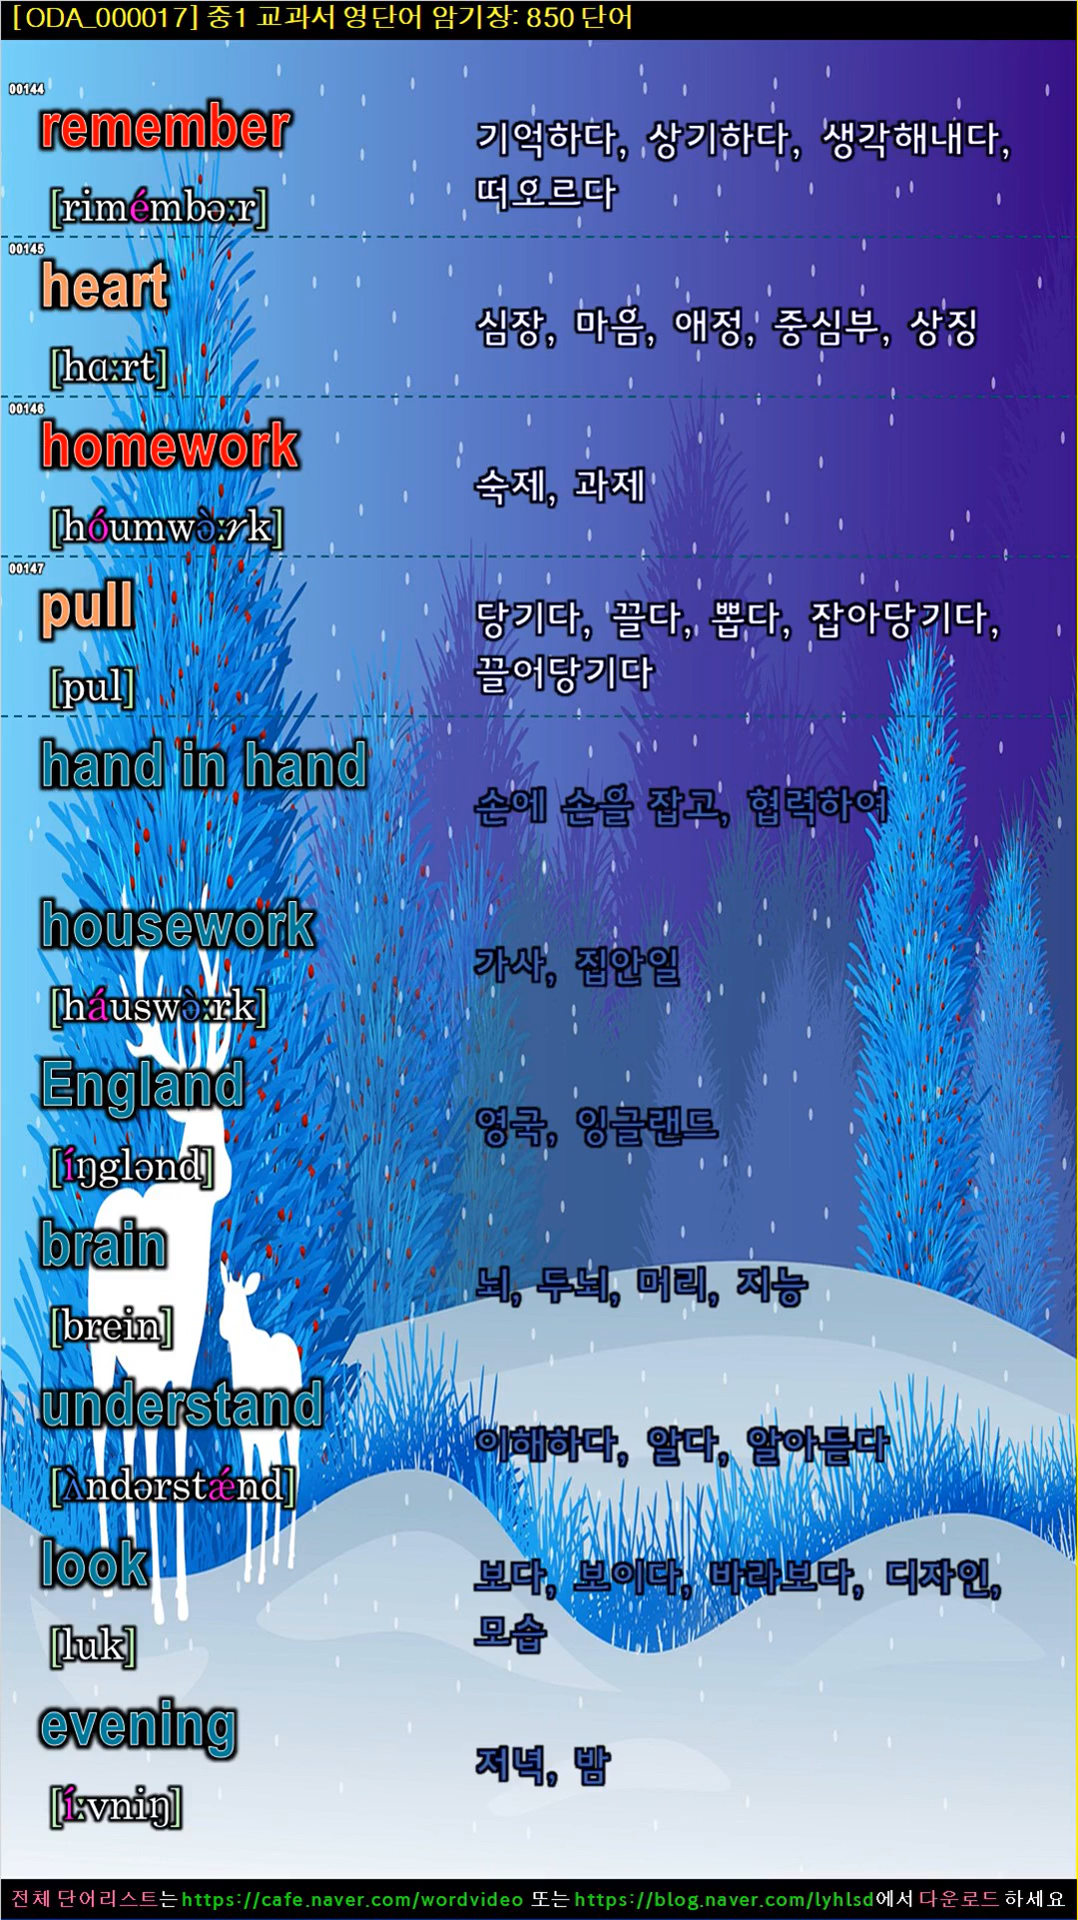 [ODA_000017] 중1 교과서 영단어 암기장: 850 단어
00144
remember
기억하다, 상기하다, 생각해내다,
떠오르다
[rimémbəːr]
00145
heart
심장, 마음, 애정, 중심부, 상징
[hɑːrt]
00146
homework
숙제, 과제
[hóumwə̀ːrk]
00147
pull
당기다, 끌다, 뽑다, 잡아당기다,
끌어당기다
[pul]
hand in hand
손에 손을 잡고, 협력하여
housework
가사, 집안일
[háuswə̀ːrk]
England
영국, 잉글랜드
[íŋglənd]
brain
뇌, 두뇌, 머리, 지능
[brein]
understand
이해하다, 알다, 알아듣다
[ʌ̀ndərstǽnd]
look
보다, 보이다, 바라보다, 디자인,
모습
[luk]
evening
저녁, 밤
[íːvniŋ]
전체 단어리스트는 https://cafe.naver.com/wordvideo 또는 https://blog.naver.com/lyhlsd에서 다운로드 하세요